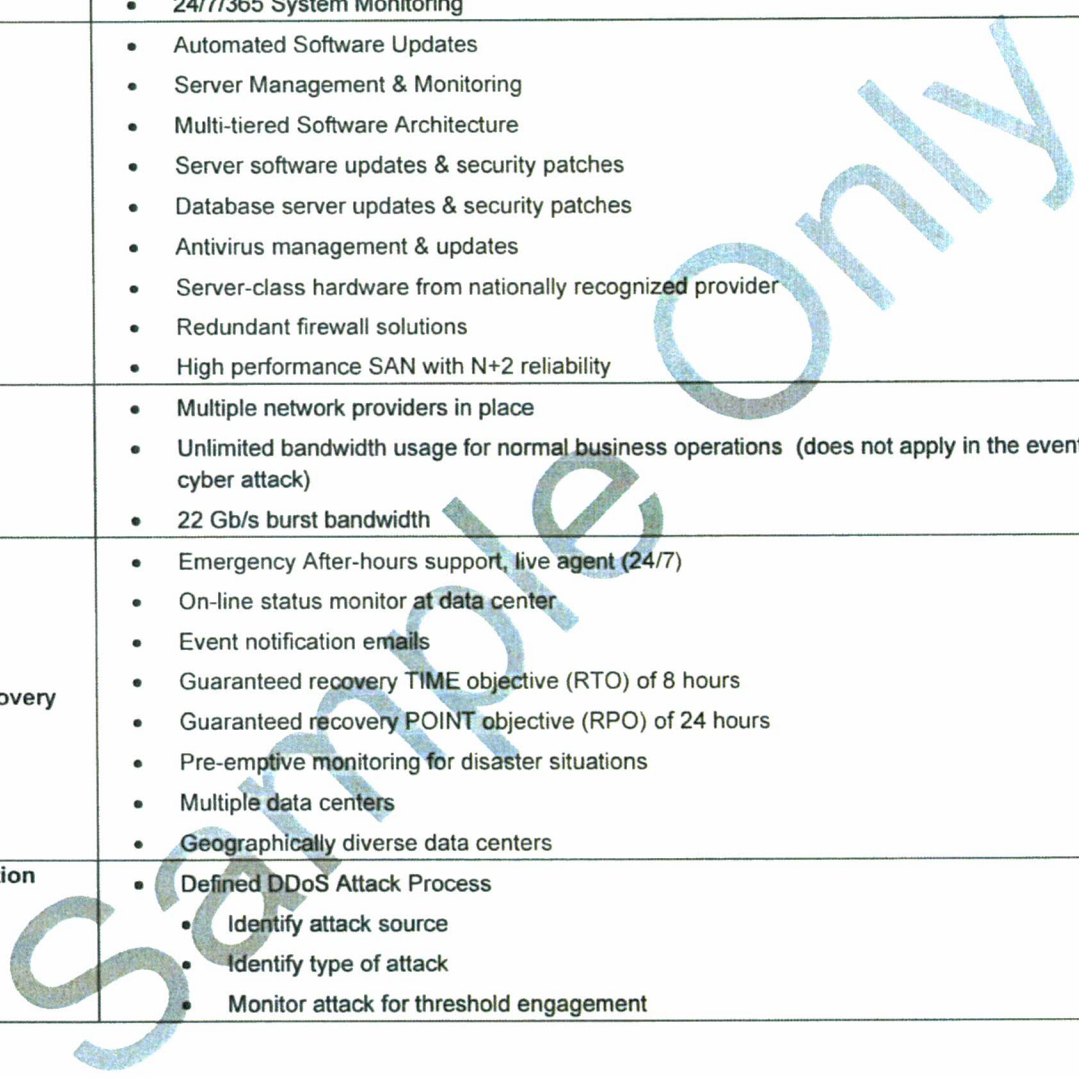 24/7/365 System Monitoring
Automated Software Updates
Server Management & Monitoring
Multi-tiered Software Architecture
Server software updates & security patches
Database server updates & security patches
Antivirus management & updates
Server-class hardware from nationally recognized provider
Redundant firewall solutions
High performance SAN with N+2 reliability
Multiple network providers in place
Unlimited bandwidth usage for normal business operations (does not apply in the event
cyber attack)
22 Gb/s burst bandwidth
Emergency After-hours support, live agent (24/7)
On-line status monitor at data center
Event notification emails
overy
Guaranteed recovery TIME objective (RTO) of 8 hours
Guaranteed recovery POINT objective (RPO) of 24 hours
Pre-emptive monitoring for disaster situations
Multiple data centers
Geographically diverse data centers
ion
Defined DDoS Attack Process
Identify attack source
Identify type of attack
Monitor attack for threshold engagement
Sample Only